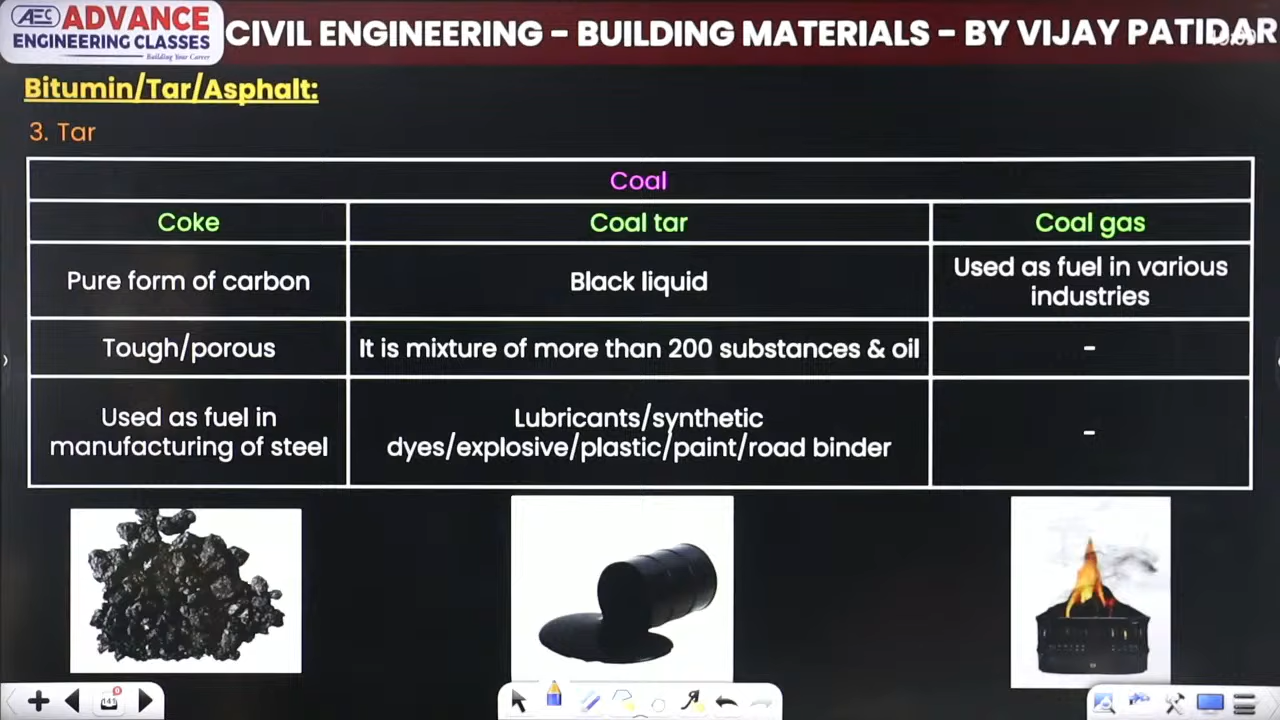 AEC ADVANCE
ENGINEERING CLASSES
Building Your Career
CIVIL ENGINEERING - BUILDING MATERIALS - BY VIJAY PATIDAR
Bitumin/Tar/Asphalt:
3. Tar
Coal
Coke
Coal tar
Coal gas
Pure form of carbon
Black liquid
Used as fuel in various
industries
Tough/porous
It is mixture of more than 200 substances & oil
-
Used as fuel in
manufacturing of steel
Lubricants/synthetic
dyes/explosive/plastic/paint/road binder
-
141